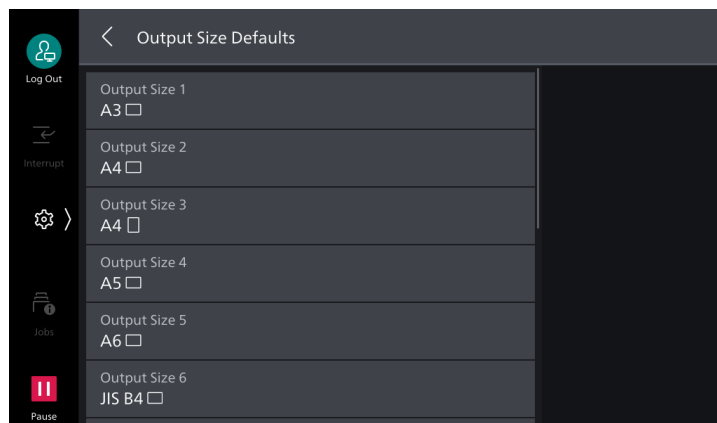 Output Size Defaults
Log Out
Interrupt
Jobs
Pause
Output Size 1
A3
Output Size 2
A4
Output Size 3
A4
Output Size 4
A5
Output Size 5
A6
Output Size 6
JIS B4